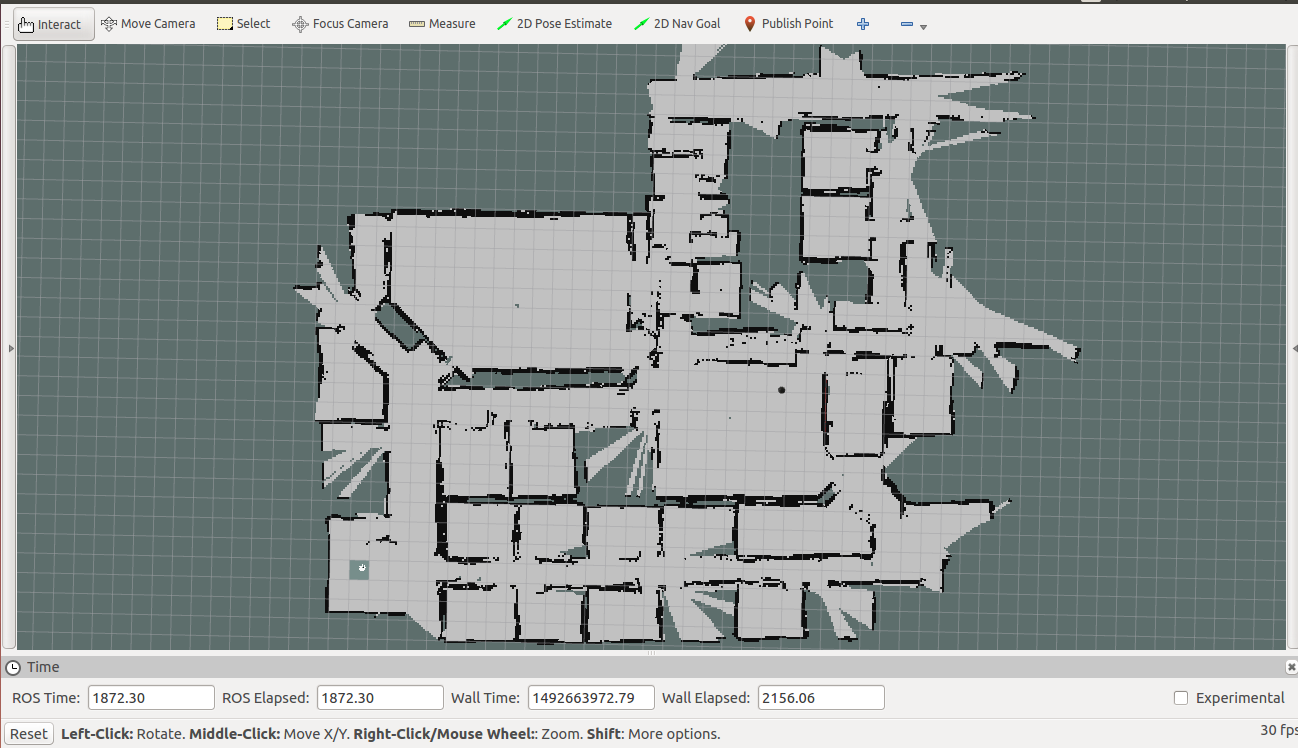 Interact Move Camera Select Focus Camera Measure 2D Pose Estimate 2D Nav Goal Publish Point
Time
ROS Time: 1872.30 ROS Elapsed: 1872.30 Wall Time: 1492663972.79 Wall Elapsed: 2156.06 Experimental
Reset Left-Click: Rotate. Middle-Click: Move X/Y. Right-Click/Mouse Wheel:: Zoom. Shift: More options. 30 fps